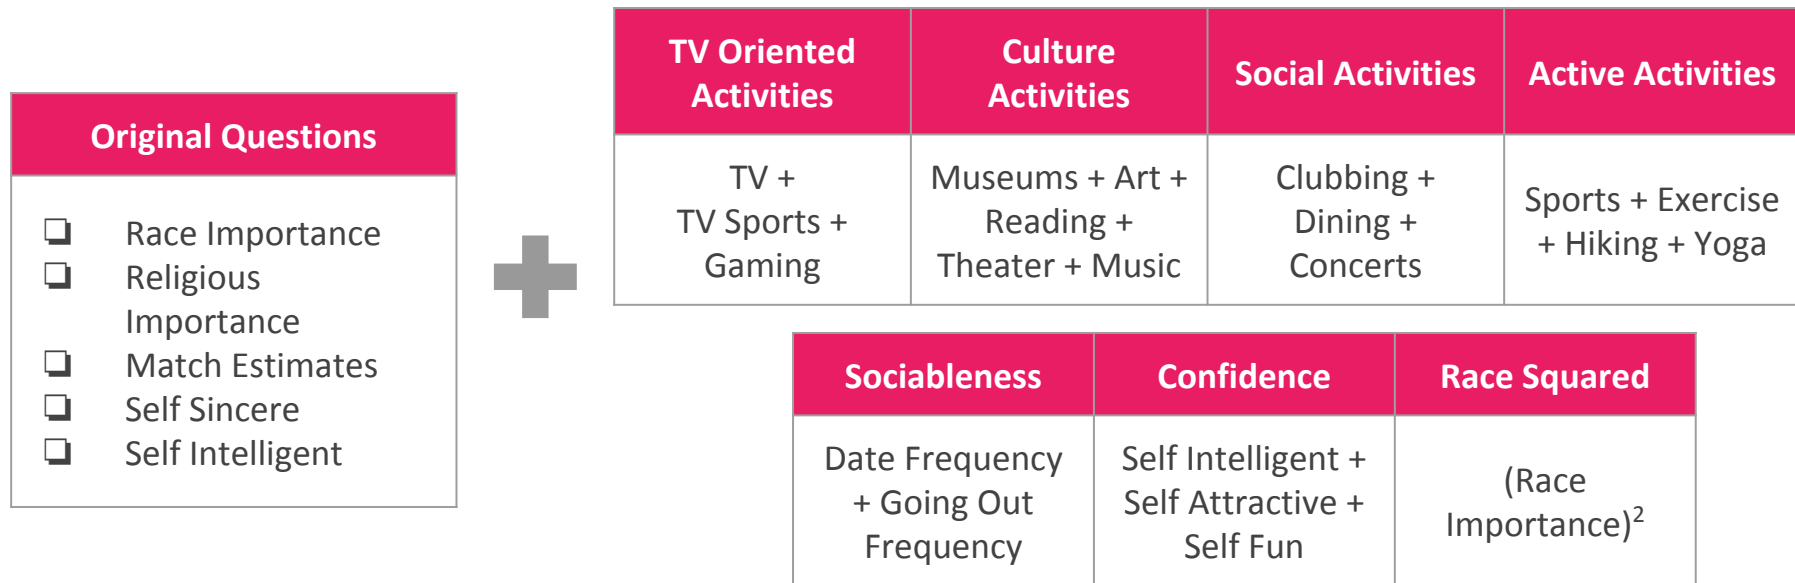 Original Questions
❏ Race Importance
❏ Religious
Importance
❏ Match Estimates
❏ Self Sincere
❏ Self Intelligent
TV Oriented
Activities
TV +
TV Sports +
Gaming
Culture
Activities
Museums + Art +
Reading +
Theater + Music
Social Activities
Clubbing +
Dining +
Concerts
Active Activities
Sports + Exercise
+ Hiking + Yoga
Sociableness
Date Frequency
+ Going Out
Frequency
Confidence
Self Intelligent +
Self Attractive +
Self Fun
Race Squared
(Race
Importance)²